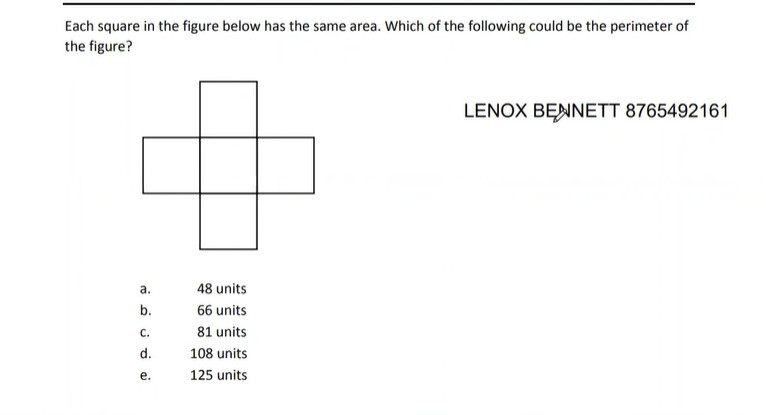 Each square in the figure below has the same area. Which of the following could be the perimeter of
the figure?
LENOX BENNETT 8765492161
a. 48 units
b. 66 units
c. 81 units
d. 108 units
e. 125 units